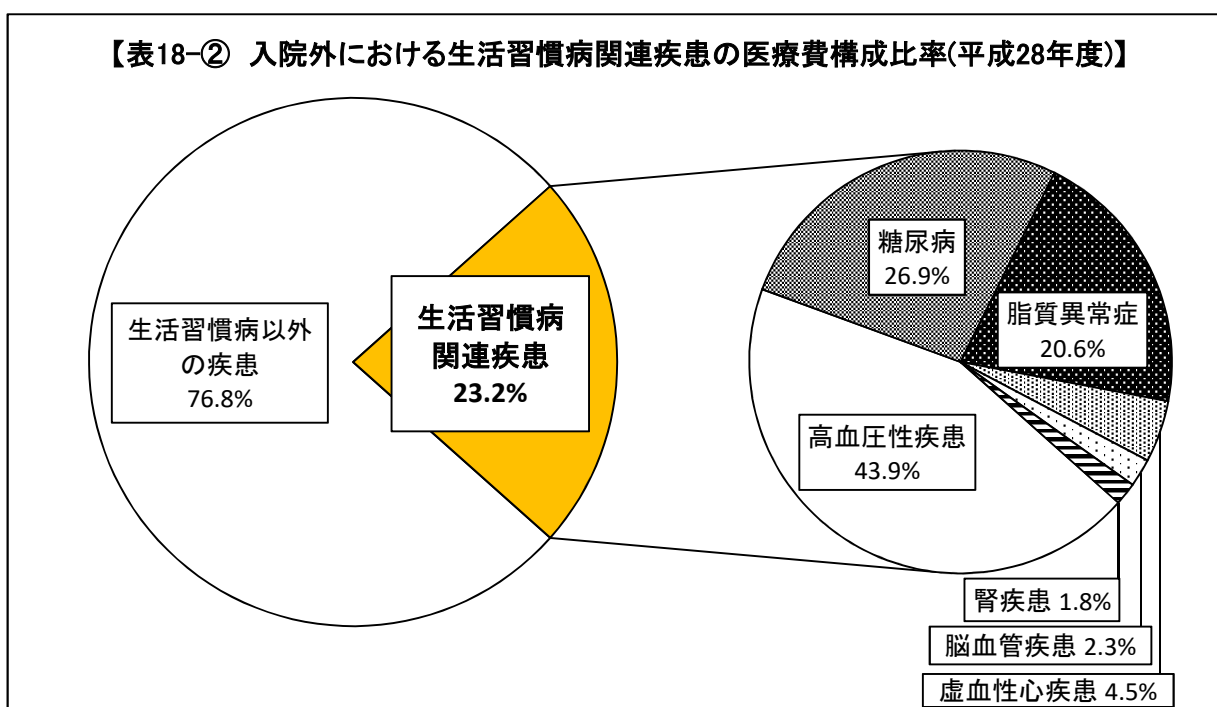 【表18-② 入院外における生活習慣病関連疾患の医療費構成比率(平成28年度)】
生活習慣病以外
の疾患
76.8%
生活習慣病
関連疾患
23.2%
糖尿病
26.9%
脂質異常症
20.6%
高血圧性疾患
43.9%
腎疾患 1.8%
脳血管疾患 2.3%
虚血性心疾患 4.5%